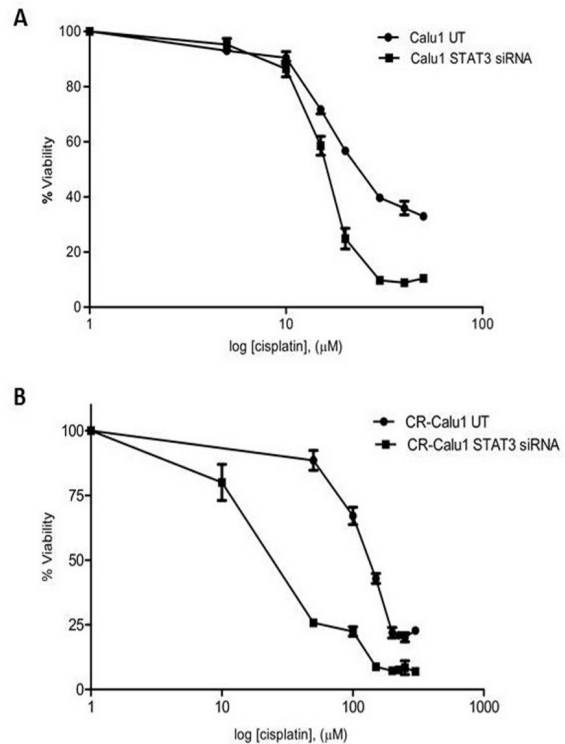 A
Calu1 UT
Calu1 STAT3 siRNA
100
80
60
40
20
0
% Viability
1
10
100
log [cisplatin], (μM)
B
CR-Calu1 UT
CR-Calu1 STAT3 siRNA
100
75
50
25
0
% Viability
1
10
100
1000
log [cisplatin], (μM)